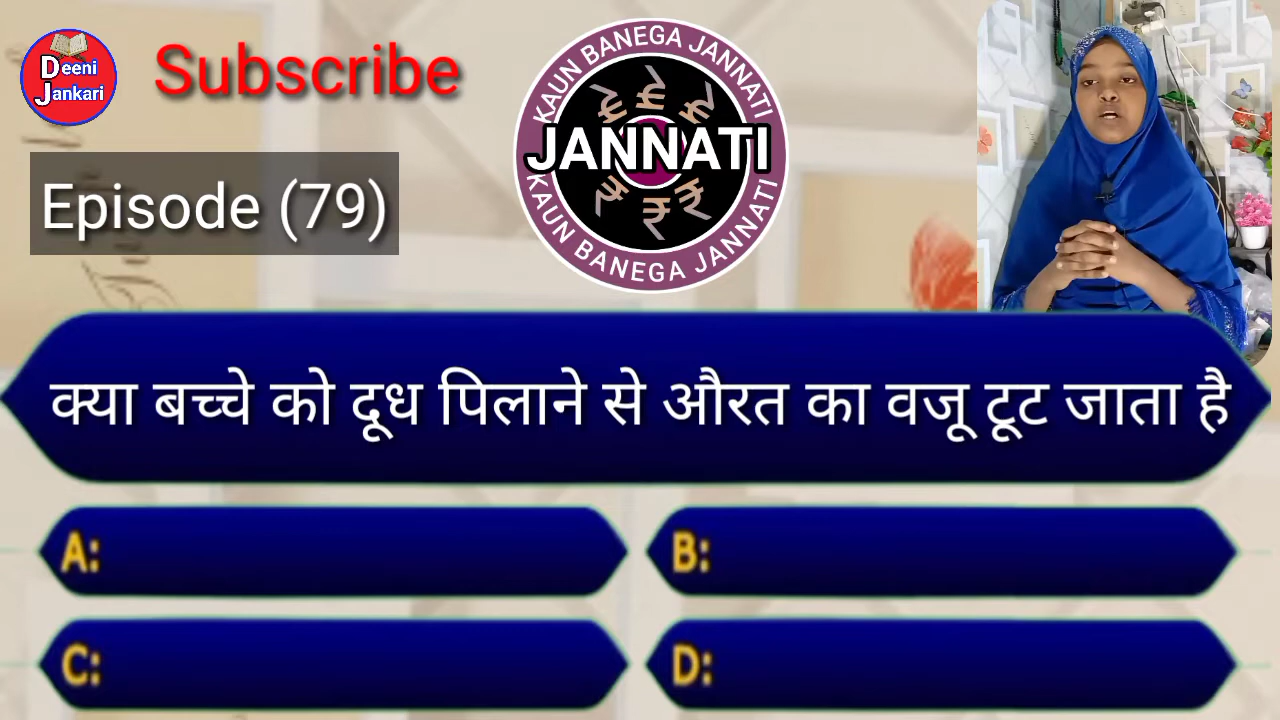 Deeni
Jankari
Subscribe
KAUN BANEGA JANNATI
JANNATI
KAUN BANEGA JANNATI
Episode (79)
क्या बच्चे को दूध पिलाने से औरत का वजू टूट जाता है
A:
B:
C:
D: